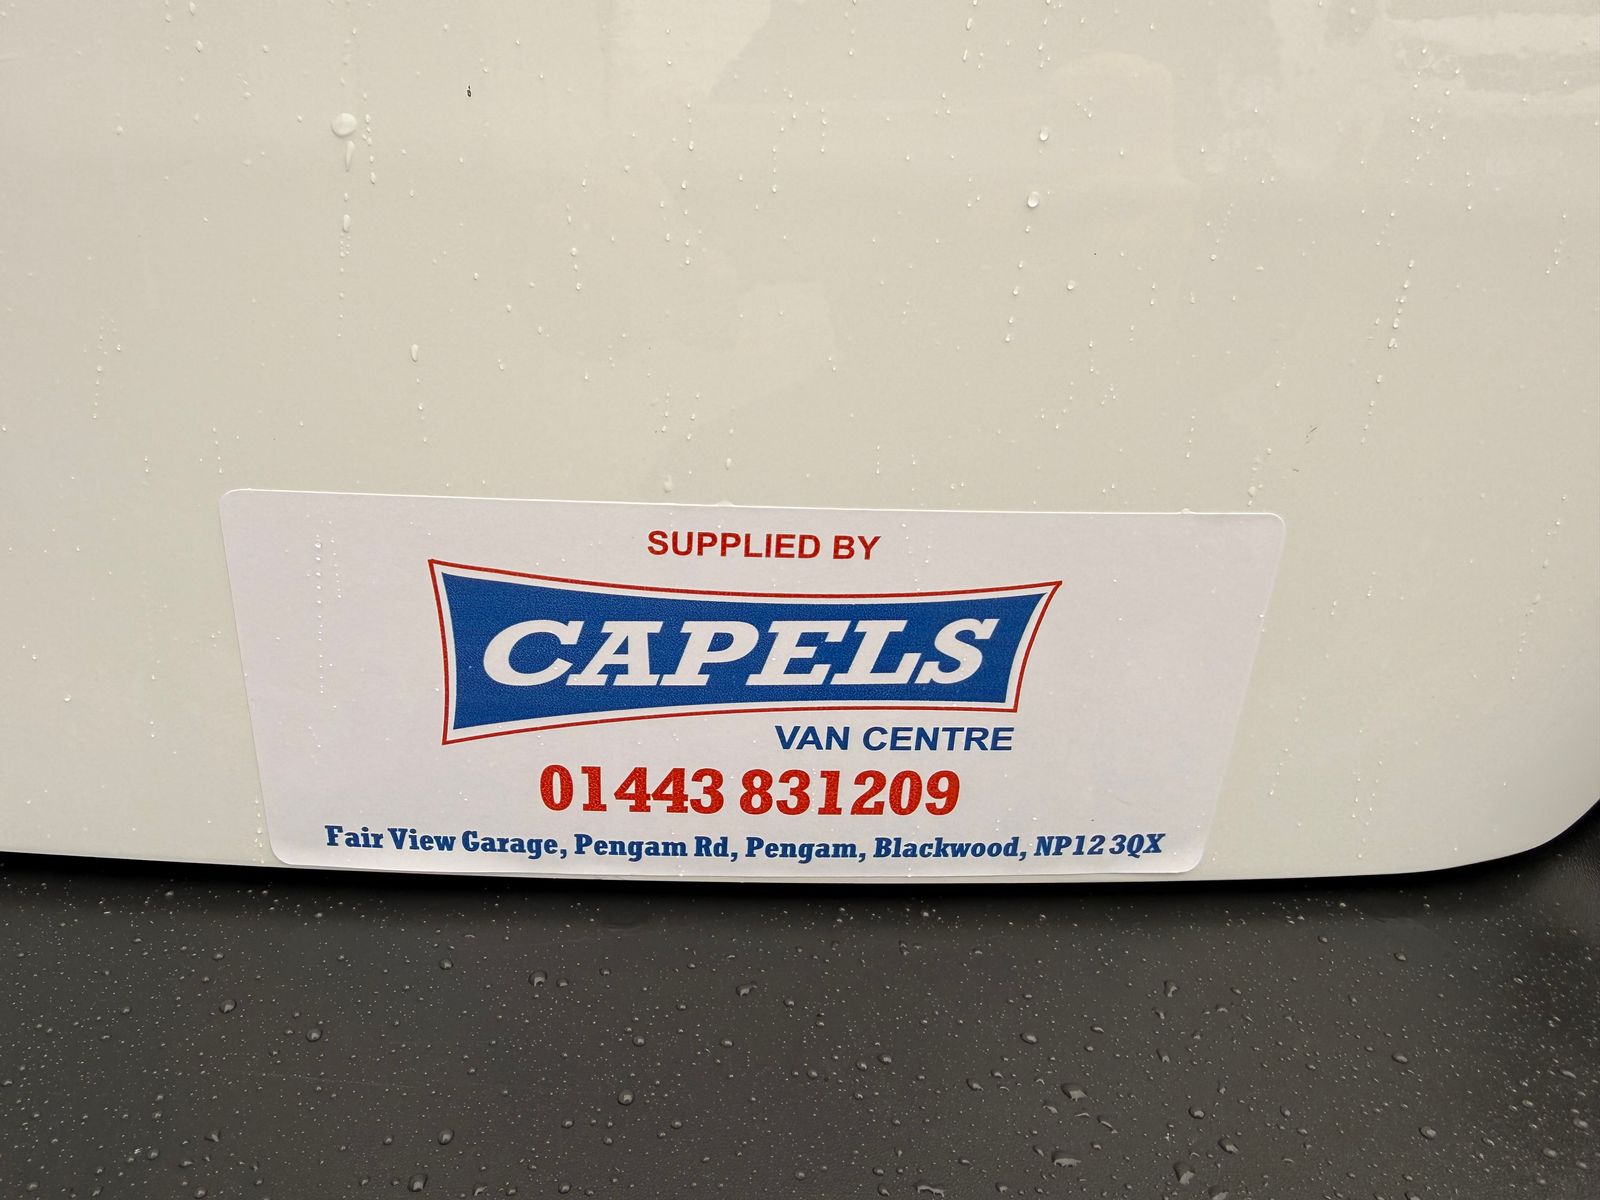 SUPPLIED BY
CAPELS
VAN CENTRE
01443 831209
Fair View Garage, Pengam Rd, Pengam, Blackwood, NP12 3QX